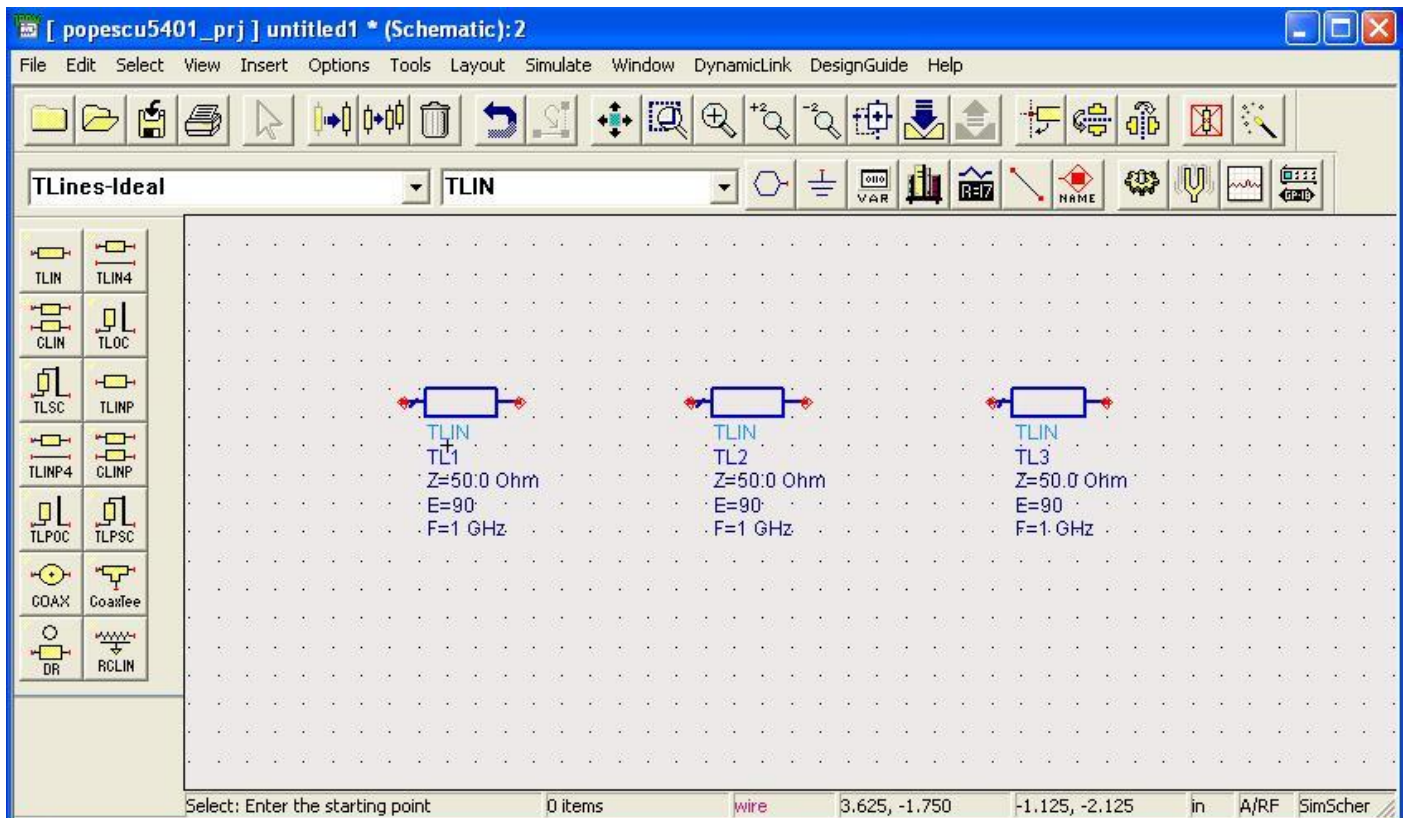 [ popescu5401_prj ] untitled1 * (Schematic):2
File Edit Select View Insert Options Tools Layout Simulate Window DynamicLink DesignGuide Help
+2 -2
TLines-Ideal TLIN VAR NAME GPIB
TLIN TLIN4
CLIN TLOC
TLSC TLINP
TLINP4 CLINP
TLPOC TLPSC
COAX CoaxTee
DR RCLIN
TLIN TLIN TLIN
TL1 TL2 TL3
Z=50.0 Ohm Z=50.0 Ohm Z=50.0 Ohm
E=90 E=90 E=90
F=1 GHz F=1 GHz F=1 GHz
Select: Enter the starting point 0 items wire 3.625, -1.750 -1.125, -2.125 in A/RF SimScher